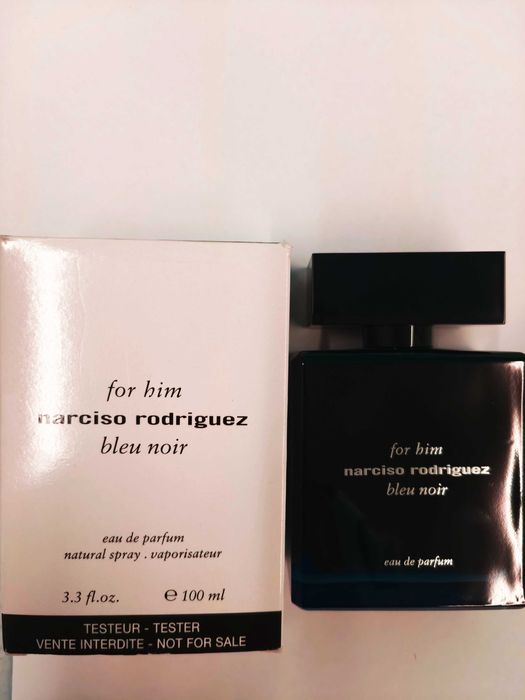 for him
narciso rodriguez
bleu noir
eau de parfum
natural spray . vaporisateur
3.3 fl.oz. ℮ 100 ml
TESTEUR - TESTER
VENTE INTERDITE - NOT FOR SALE
for him
narciso rodriguez
bleu noir
eau de parfum